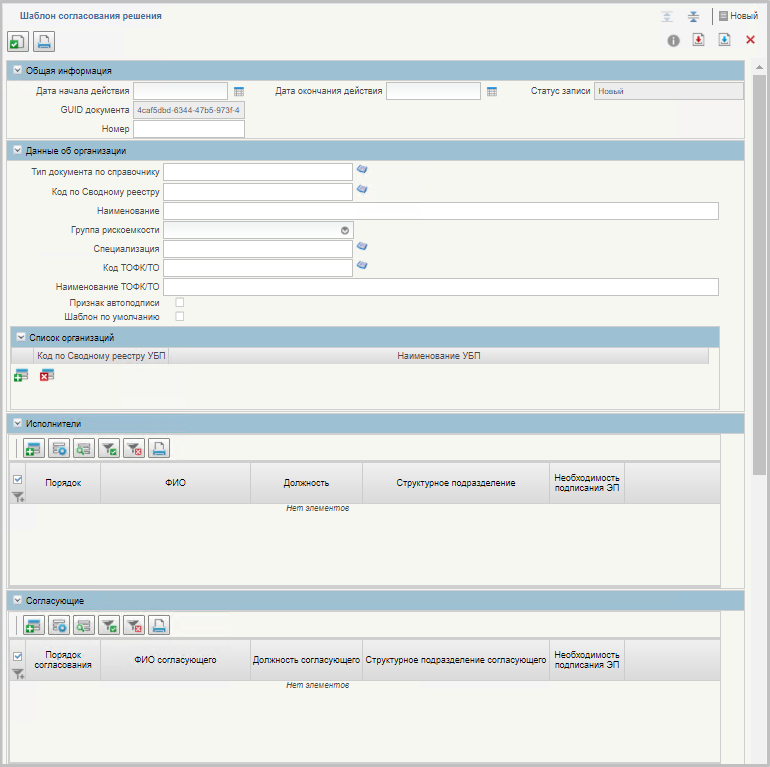 Шаблон согласования решения
Новый
Общая информация
Дата начала действия
Дата окончания действия
Статус записи
Новый
GUID документа
4caf5dbd-6344-47b5-973f-4
Номер
Данные об организации
Тип документа по справочнику
Код по Сводному реестру
Наименование
Группа рискоемкости
Специализация
Код ТОФК/ТО
Наименование ТОФК/ТО
Признак автоподписи
Шаблон по умолчанию
Список организаций
Код по Сводному реестру УБП
Наименование УБП
Исполнители
Порядок
ФИО
Должность
Структурное подразделение
Необходимость
подписания ЭП
Нет элементов
Согласующие
Порядок
согласования
ФИО согласующего
Должность согласующего
Структурное подразделение согласующего
Необходимость
подписания ЭП
Нет элементов